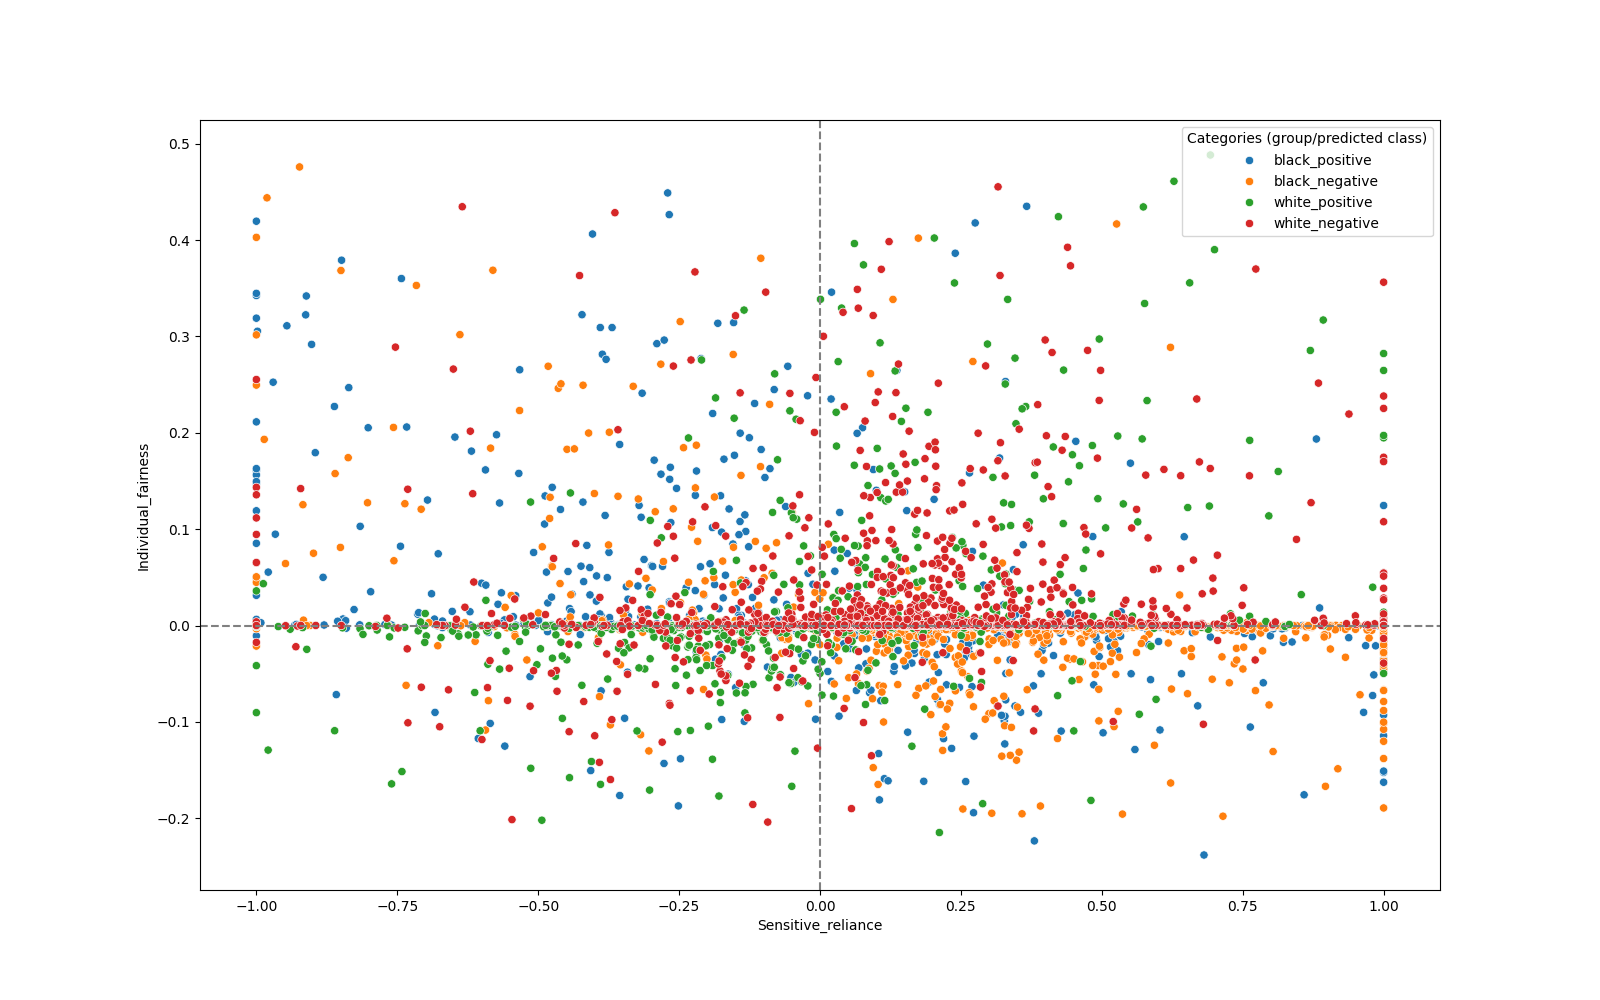 Categories (group/predicted class)
black_positive
black_negative
white_positive
white_negative
0.5
0.4
0.3
0.2
0.1
0.0
−0.1
−0.2
Individual_fairness
−1.00
−0.75
−0.50
−0.25
0.00
0.25
0.50
0.75
1.00
Sensitive_reliance